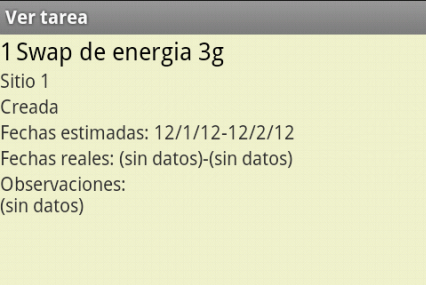 Ver tarea
1 Swap de energia 3g
Sitio 1
Creada
Fechas estimadas: 12/1/12-12/2/12
Fechas reales: (sin datos)-(sin datos)
Observaciones:
(sin datos)